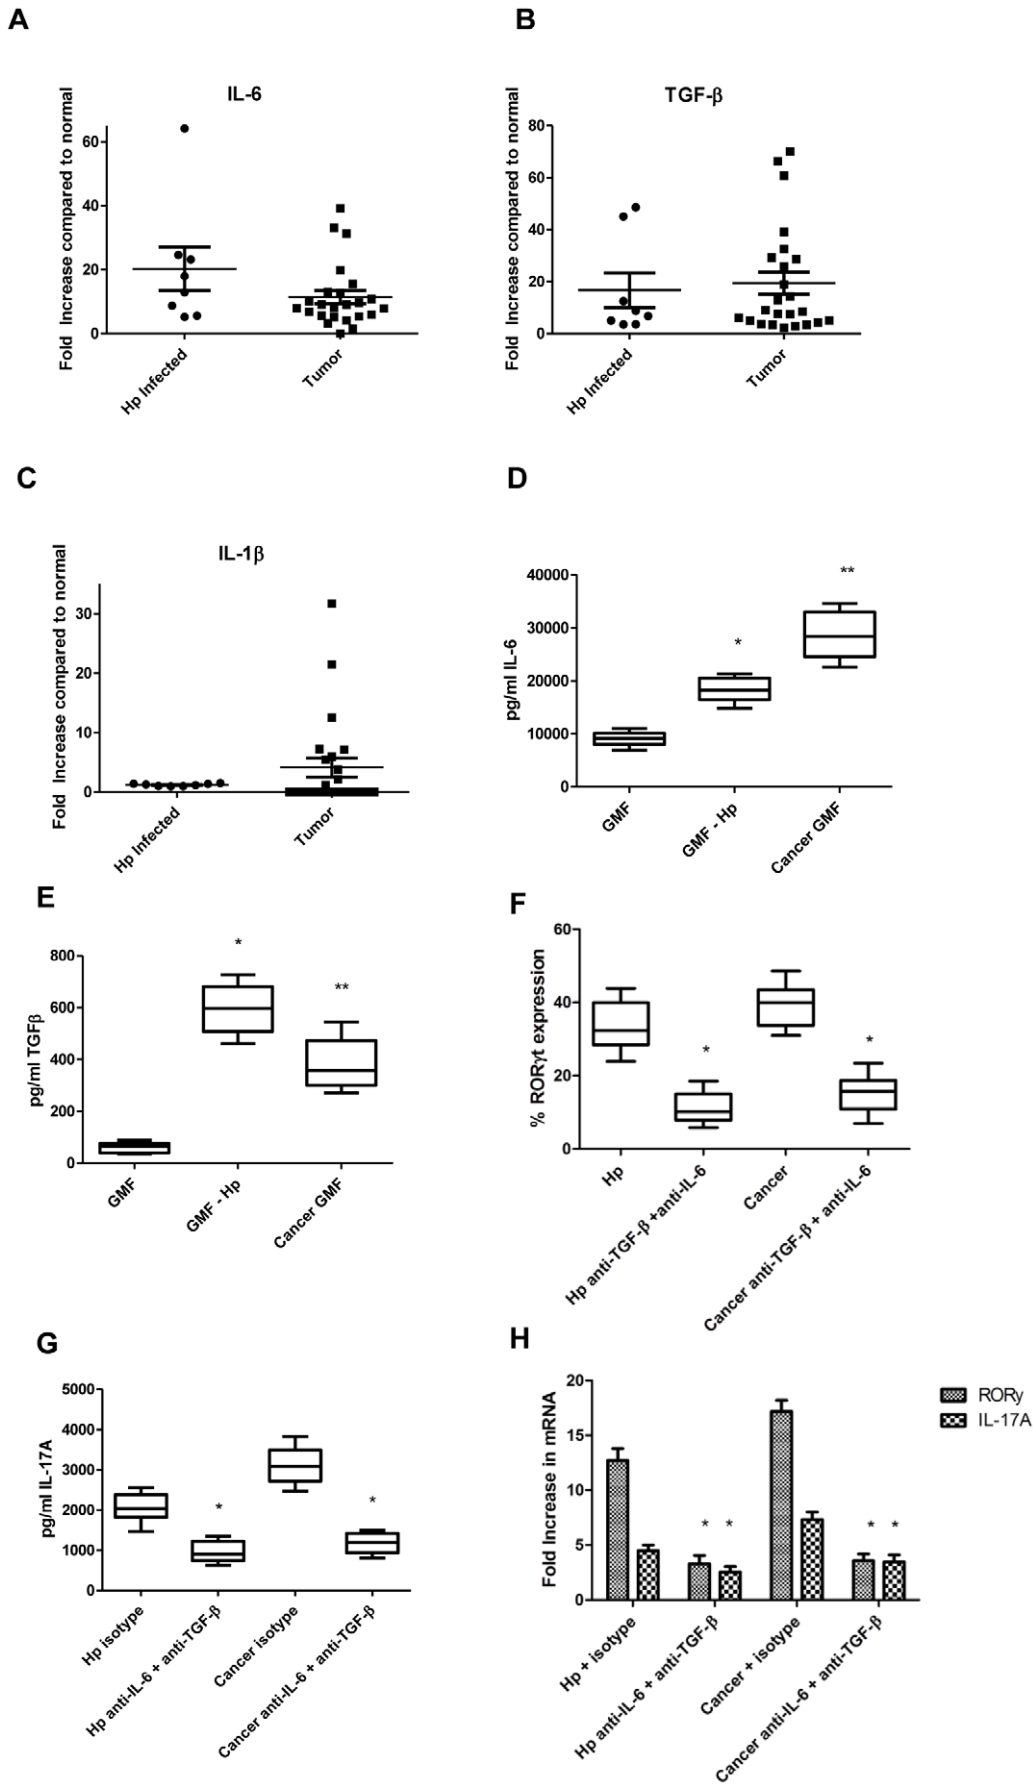 A
IL-6
Fold Increase compared to normal
60
40
20
0
Hp Infected
Tumor
B
TGF-β
Fold Increase compared to normal
80
60
40
20
0
Hp Infected
Tumor
C
IL-1β
Fold Increase compared to normal
30
20
10
0
Hp Infected
Tumor
D
pg/ml IL-6
40000
30000
20000
10000
0
*
**
GMF
GMF - Hp
Cancer GMF
E
pg/ml TGFβ
800
600
400
200
0
*
**
GMF
GMF - Hp
Cancer GMF
F
% RORγt expression
60
40
20
0
*
*
Hp
Hp anti-TGF-β +anti-IL-6
Cancer
Cancer anti-TGF-β + anti-IL-6
G
pg/ml IL-17A
5000
4000
3000
2000
1000
0
*
*
Hp isotype
Hp anti-IL-6 + anti-TGF-β
Cancer isotype
Cancer anti-IL-6 + anti-TGF-β
H
Fold Increase in mRNA
20
15
10
5
0
* *
* *
Hp + isotype
Hp anti-IL-6 + anti-TGF-β
Cancer + isotype
Cancer anti-IL-6 + anti-TGF-β
RORγ
IL-17A